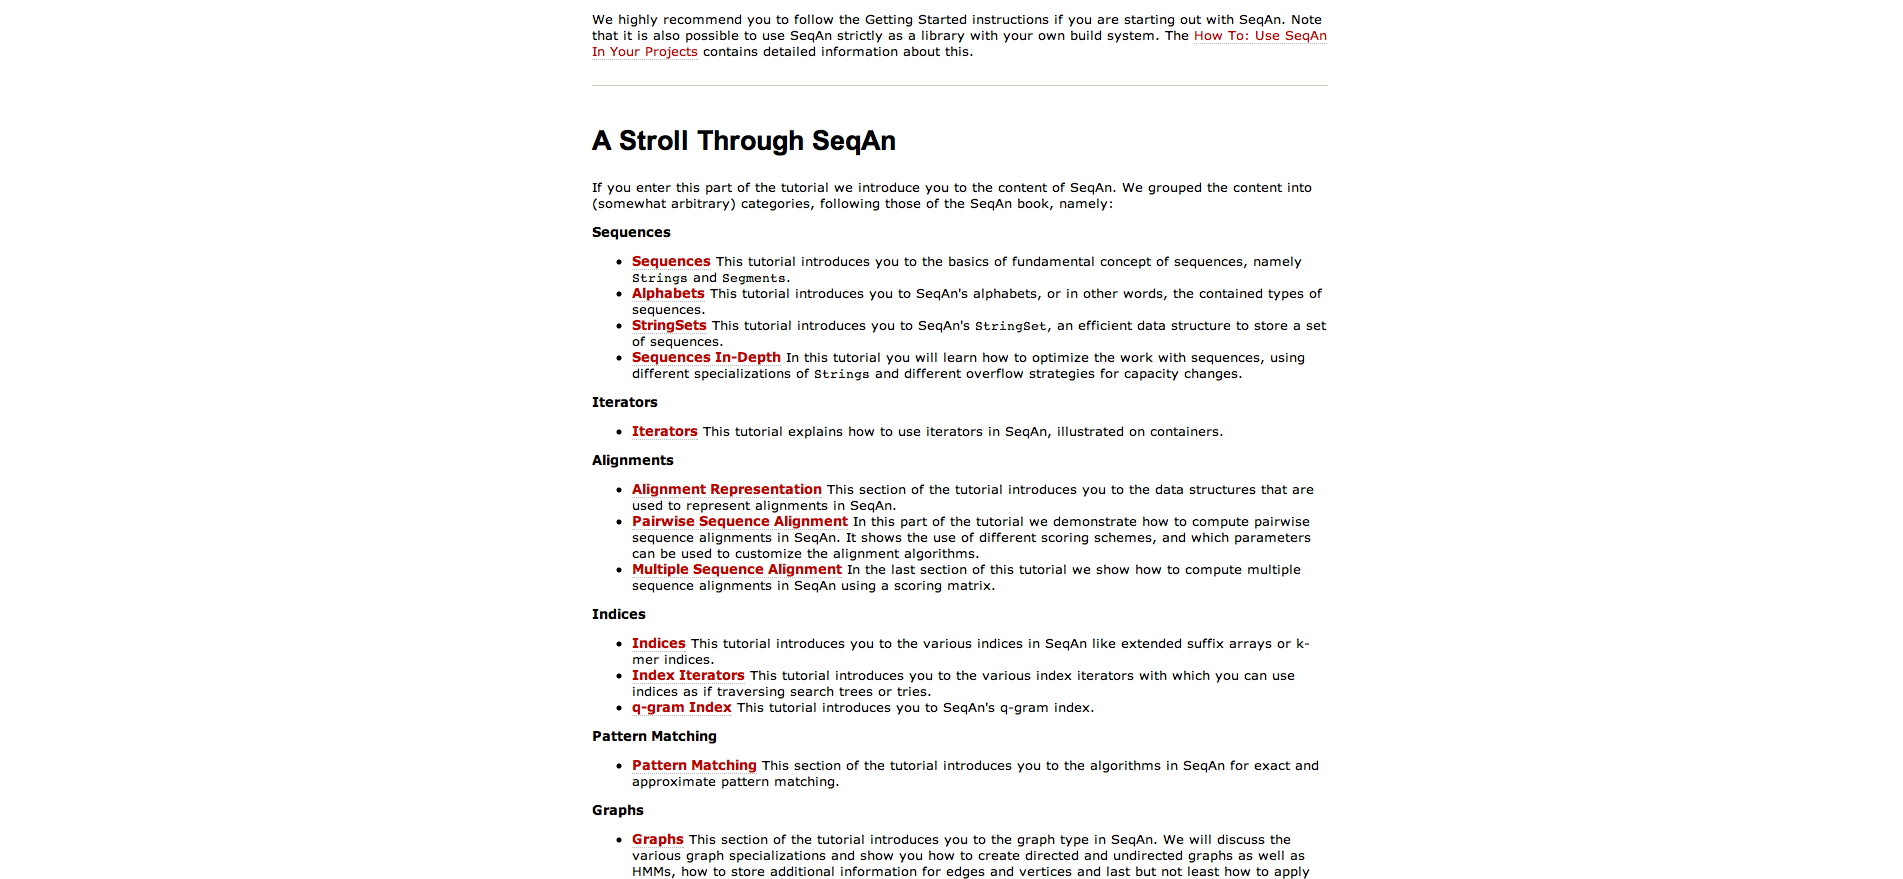 We highly recommend you to follow the Getting Started instructions if you are starting out with SeqAn. Note
that it is also possible to use SeqAn strictly as a library with your own build system. The How To: Use SeqAn
In Your Projects contains detailed information about this.
A Stroll Through SeqAn
If you enter this part of the tutorial we introduce you to the content of SeqAn. We grouped the content into
(somewhat arbitrary) categories, following those of the SeqAn book, namely:
Sequences
• Sequences This tutorial introduces you to the basics of fundamental concept of sequences, namely
Strings and Segments.
• Alphabets This tutorial introduces you to SeqAn's alphabets, or in other words, the contained types of
sequences.
• StringSets This tutorial introduces you to SeqAn's StringSet, an efficient data structure to store a set
of sequences.
• Sequences In-Depth In this tutorial you will learn how to optimize the work with sequences, using
different specializations of Strings and different overflow strategies for capacity changes.
Iterators
• Iterators This tutorial explains how to use iterators in SeqAn, illustrated on containers.
Alignments
• Alignment Representation This section of the tutorial introduces you to the data structures that are
used to represent alignments in SeqAn.
• Pairwise Sequence Alignment In this part of the tutorial we demonstrate how to compute pairwise
sequence alignments in SeqAn. It shows the use of different scoring schemes, and which parameters
can be used to customize the alignment algorithms.
• Multiple Sequence Alignment In the last section of this tutorial we show how to compute multiple
sequence alignments in SeqAn using a scoring matrix.
Indices
• Indices This tutorial introduces you to the various indices in SeqAn like extended suffix arrays or k-
mer indices.
• Index Iterators This tutorial introduces you to the various index iterators with which you can use
indices as if traversing search trees or tries.
• q-gram Index This tutorial introduces you to SeqAn's q-gram index.
Pattern Matching
• Pattern Matching This section of the tutorial introduces you to the algorithms in SeqAn for exact and
approximate pattern matching.
Graphs
• Graphs This section of the tutorial introduces you to the graph type in SeqAn. We will discuss the
various graph specializations and show you how to create directed and undirected graphs as well as
HMMs, how to store additional information for edges and vertices and last but not least how to apply